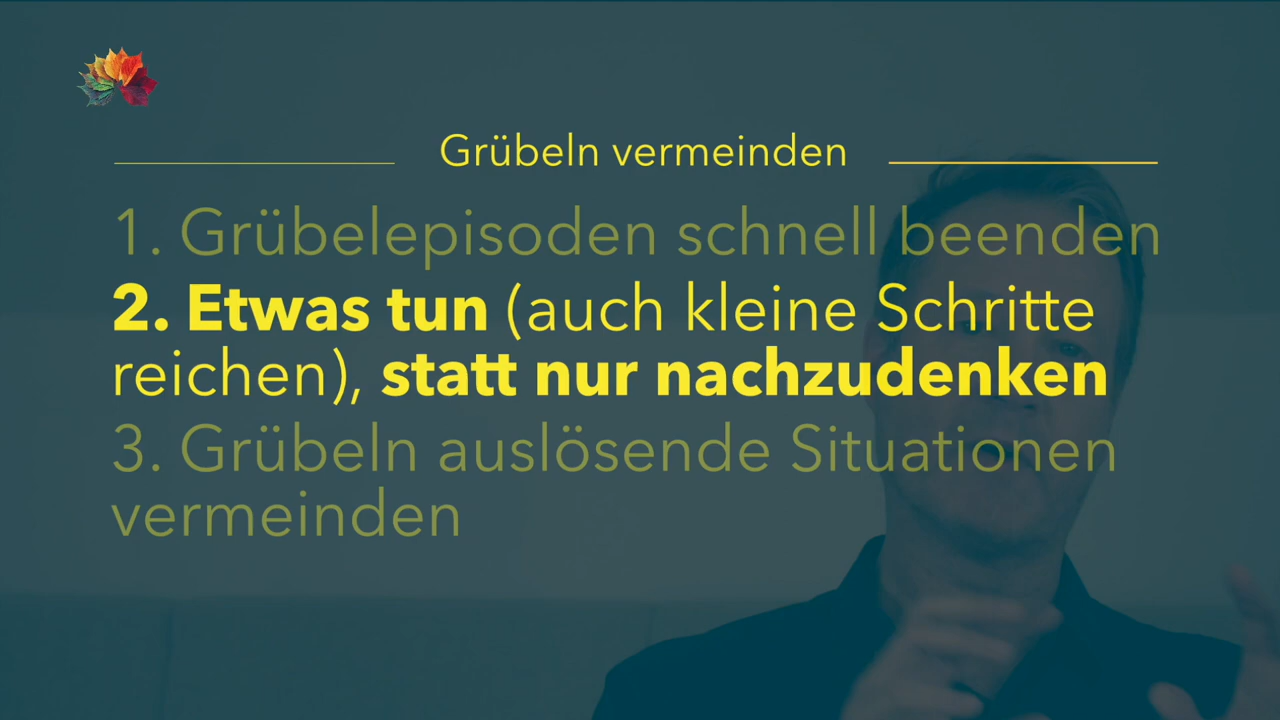 Grübeln vermeinden
1. Grübelepisoden schnell beenden
2. Etwas tun (auch kleine Schritte
reichen), statt nur nachzudenken
3. Grübeln auslösende Situationen
vermeinden